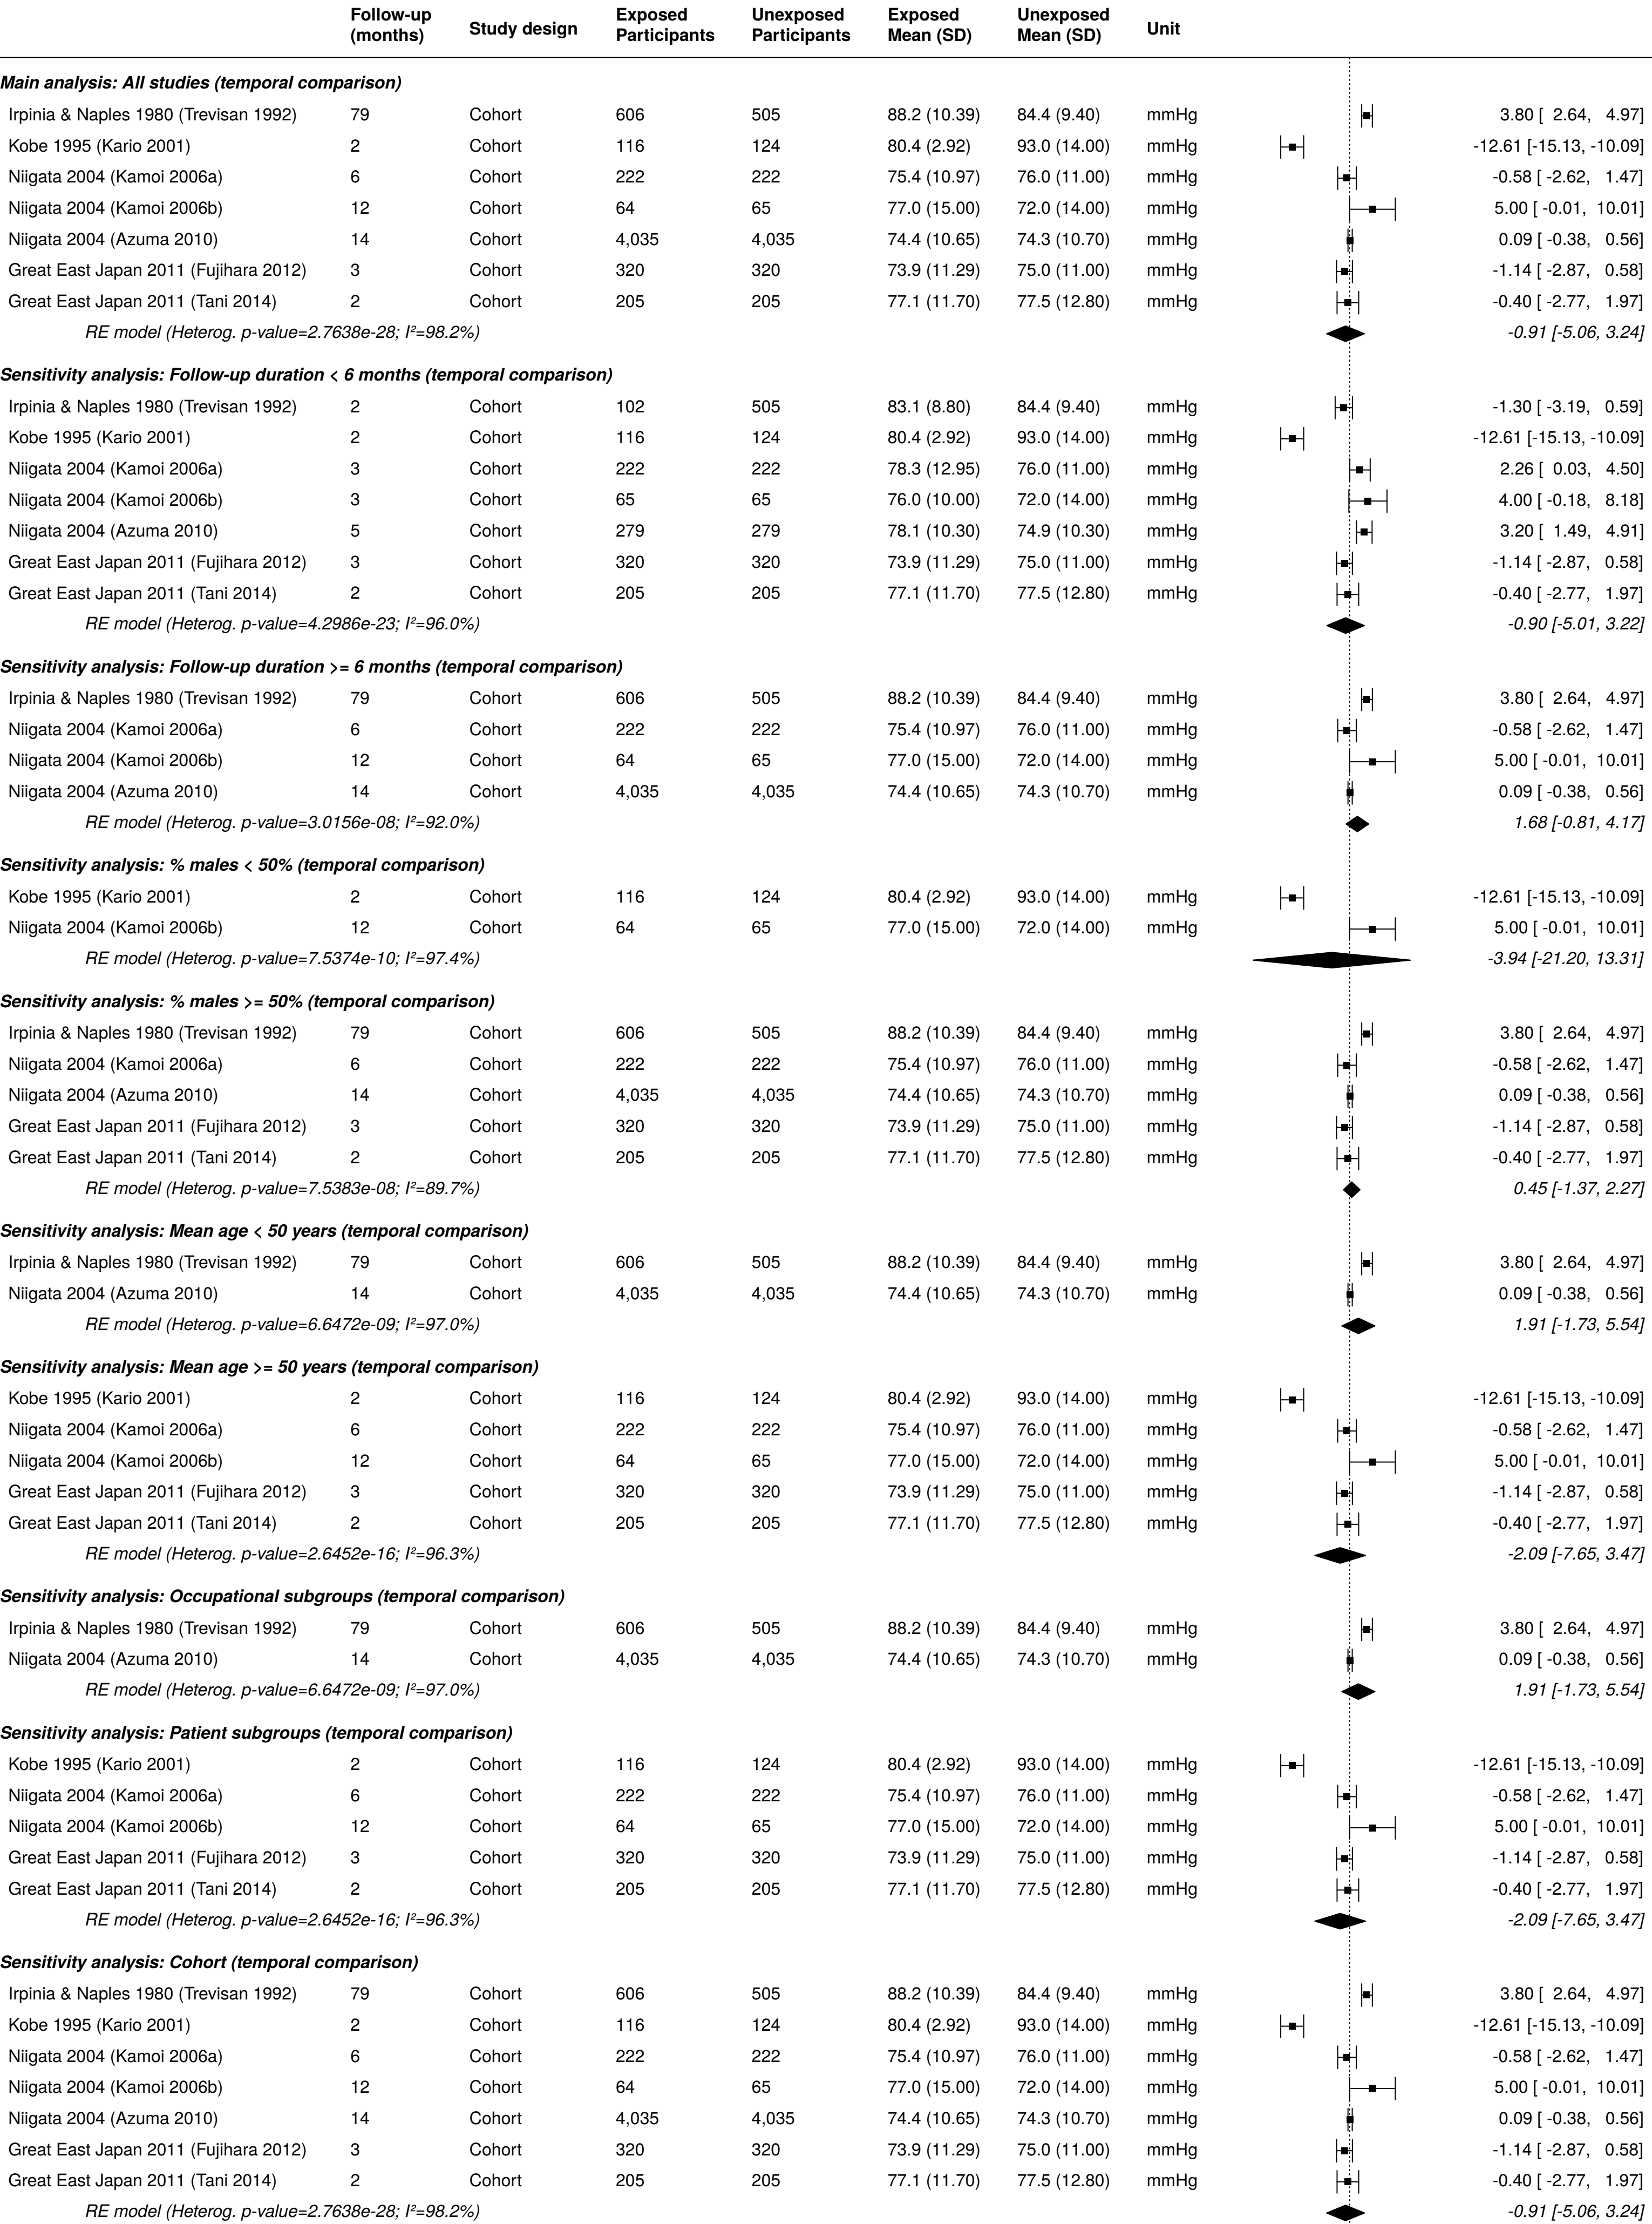 Follow-up (months) Study design Exposed Participants Unexposed Participants Exposed Mean (SD) Unexposed Mean (SD) Unit
Main analysis: All studies (temporal comparison)
Irpinia & Naples 1980 (Trevisan 1992) 79 Cohort 606 505 88.2 (10.39) 84.4 (9.40) mmHg 3.80 [ 2.64, 4.97]
Kobe 1995 (Kario 2001) 2 Cohort 116 124 80.4 (2.92) 93.0 (14.00) mmHg -12.61 [-15.13, -10.09]
Niigata 2004 (Kamoi 2006a) 6 Cohort 222 222 75.4 (10.97) 76.0 (11.00) mmHg -0.58 [ -2.62, 1.47]
Niigata 2004 (Kamoi 2006b) 12 Cohort 64 65 77.0 (15.00) 72.0 (14.00) mmHg 5.00 [ -0.01, 10.01]
Niigata 2004 (Azuma 2010) 14 Cohort 4,035 4,035 74.4 (10.65) 74.3 (10.70) mmHg 0.09 [ -0.38, 0.56]
Great East Japan 2011 (Fujihara 2012) 3 Cohort 320 320 73.9 (11.29) 75.0 (11.00) mmHg -1.14 [ -2.87, 0.58]
Great East Japan 2011 (Tani 2014) 2 Cohort 205 205 77.1 (11.70) 77.5 (12.80) mmHg -0.40 [ -2.77, 1.97]
RE model (Heterog. p-value=2.7638e-28; I²=98.2%) -0.91 [-5.06, 3.24]
Sensitivity analysis: Follow-up duration < 6 months (temporal comparison)
Irpinia & Naples 1980 (Trevisan 1992) 2 Cohort 102 505 83.1 (8.80) 84.4 (9.40) mmHg -1.30 [ -3.19, 0.59]
Kobe 1995 (Kario 2001) 2 Cohort 116 124 80.4 (2.92) 93.0 (14.00) mmHg -12.61 [-15.13, -10.09]
Niigata 2004 (Kamoi 2006a) 3 Cohort 222 222 78.3 (12.95) 76.0 (11.00) mmHg 2.26 [ 0.03, 4.50]
Niigata 2004 (Kamoi 2006b) 3 Cohort 65 65 76.0 (10.00) 72.0 (14.00) mmHg 4.00 [ -0.18, 8.18]
Niigata 2004 (Azuma 2010) 5 Cohort 279 279 78.1 (10.30) 74.9 (10.30) mmHg 3.20 [ 1.49, 4.91]
Great East Japan 2011 (Fujihara 2012) 3 Cohort 320 320 73.9 (11.29) 75.0 (11.00) mmHg -1.14 [ -2.87, 0.58]
Great East Japan 2011 (Tani 2014) 2 Cohort 205 205 77.1 (11.70) 77.5 (12.80) mmHg -0.40 [ -2.77, 1.97]
RE model (Heterog. p-value=4.2986e-23; I²=96.0%) -0.90 [-5.01, 3.22]
Sensitivity analysis: Follow-up duration >= 6 months (temporal comparison)
Irpinia & Naples 1980 (Trevisan 1992) 79 Cohort 606 505 88.2 (10.39) 84.4 (9.40) mmHg 3.80 [ 2.64, 4.97]
Niigata 2004 (Kamoi 2006a) 6 Cohort 222 222 75.4 (10.97) 76.0 (11.00) mmHg -0.58 [ -2.62, 1.47]
Niigata 2004 (Kamoi 2006b) 12 Cohort 64 65 77.0 (15.00) 72.0 (14.00) mmHg 5.00 [ -0.01, 10.01]
Niigata 2004 (Azuma 2010) 14 Cohort 4,035 4,035 74.4 (10.65) 74.3 (10.70) mmHg 0.09 [ -0.38, 0.56]
RE model (Heterog. p-value=3.0156e-08; I²=92.0%) 1.68 [-0.81, 4.17]
Sensitivity analysis: % males < 50% (temporal comparison)
Kobe 1995 (Kario 2001) 2 Cohort 116 124 80.4 (2.92) 93.0 (14.00) mmHg -12.61 [-15.13, -10.09]
Niigata 2004 (Kamoi 2006b) 12 Cohort 64 65 77.0 (15.00) 72.0 (14.00) mmHg 5.00 [ -0.01, 10.01]
RE model (Heterog. p-value=7.5374e-10; I²=97.4%) -3.94 [-21.20, 13.31]
Sensitivity analysis: % males >= 50% (temporal comparison)
Irpinia & Naples 1980 (Trevisan 1992) 79 Cohort 606 505 88.2 (10.39) 84.4 (9.40) mmHg 3.80 [ 2.64, 4.97]
Niigata 2004 (Kamoi 2006a) 6 Cohort 222 222 75.4 (10.97) 76.0 (11.00) mmHg -0.58 [ -2.62, 1.47]
Niigata 2004 (Azuma 2010) 14 Cohort 4,035 4,035 74.4 (10.65) 74.3 (10.70) mmHg 0.09 [ -0.38, 0.56]
Great East Japan 2011 (Fujihara 2012) 3 Cohort 320 320 73.9 (11.29) 75.0 (11.00) mmHg -1.14 [ -2.87, 0.58]
Great East Japan 2011 (Tani 2014) 2 Cohort 205 205 77.1 (11.70) 77.5 (12.80) mmHg -0.40 [ -2.77, 1.97]
RE model (Heterog. p-value=7.5383e-08; I²=89.7%) 0.45 [-1.37, 2.27]
Sensitivity analysis: Mean age < 50 years (temporal comparison)
Irpinia & Naples 1980 (Trevisan 1992) 79 Cohort 606 505 88.2 (10.39) 84.4 (9.40) mmHg 3.80 [ 2.64, 4.97]
Niigata 2004 (Azuma 2010) 14 Cohort 4,035 4,035 74.4 (10.65) 74.3 (10.70) mmHg 0.09 [ -0.38, 0.56]
RE model (Heterog. p-value=6.6472e-09; I²=97.0%) 1.91 [-1.73, 5.54]
Sensitivity analysis: Mean age >= 50 years (temporal comparison)
Kobe 1995 (Kario 2001) 2 Cohort 116 124 80.4 (2.92) 93.0 (14.00) mmHg -12.61 [-15.13, -10.09]
Niigata 2004 (Kamoi 2006a) 6 Cohort 222 222 75.4 (10.97) 76.0 (11.00) mmHg -0.58 [ -2.62, 1.47]
Niigata 2004 (Kamoi 2006b) 12 Cohort 64 65 77.0 (15.00) 72.0 (14.00) mmHg 5.00 [ -0.01, 10.01]
Great East Japan 2011 (Fujihara 2012) 3 Cohort 320 320 73.9 (11.29) 75.0 (11.00) mmHg -1.14 [ -2.87, 0.58]
Great East Japan 2011 (Tani 2014) 2 Cohort 205 205 77.1 (11.70) 77.5 (12.80) mmHg -0.40 [ -2.77, 1.97]
RE model (Heterog. p-value=2.6452e-16; I²=96.3%) -2.09 [-7.65, 3.47]
Sensitivity analysis: Occupational subgroups (temporal comparison)
Irpinia & Naples 1980 (Trevisan 1992) 79 Cohort 606 505 88.2 (10.39) 84.4 (9.40) mmHg 3.80 [ 2.64, 4.97]
Niigata 2004 (Azuma 2010) 14 Cohort 4,035 4,035 74.4 (10.65) 74.3 (10.70) mmHg 0.09 [ -0.38, 0.56]
RE model (Heterog. p-value=6.6472e-09; I²=97.0%) 1.91 [-1.73, 5.54]
Sensitivity analysis: Patient subgroups (temporal comparison)
Kobe 1995 (Kario 2001) 2 Cohort 116 124 80.4 (2.92) 93.0 (14.00) mmHg -12.61 [-15.13, -10.09]
Niigata 2004 (Kamoi 2006a) 6 Cohort 222 222 75.4 (10.97) 76.0 (11.00) mmHg -0.58 [ -2.62, 1.47]
Niigata 2004 (Kamoi 2006b) 12 Cohort 64 65 77.0 (15.00) 72.0 (14.00) mmHg 5.00 [ -0.01, 10.01]
Great East Japan 2011 (Fujihara 2012) 3 Cohort 320 320 73.9 (11.29) 75.0 (11.00) mmHg -1.14 [ -2.87, 0.58]
Great East Japan 2011 (Tani 2014) 2 Cohort 205 205 77.1 (11.70) 77.5 (12.80) mmHg -0.40 [ -2.77, 1.97]
RE model (Heterog. p-value=2.6452e-16; I²=96.3%) -2.09 [-7.65, 3.47]
Sensitivity analysis: Cohort (temporal comparison)
Irpinia & Naples 1980 (Trevisan 1992) 79 Cohort 606 505 88.2 (10.39) 84.4 (9.40) mmHg 3.80 [ 2.64, 4.97]
Kobe 1995 (Kario 2001) 2 Cohort 116 124 80.4 (2.92) 93.0 (14.00) mmHg -12.61 [-15.13, -10.09]
Niigata 2004 (Kamoi 2006a) 6 Cohort 222 222 75.4 (10.97) 76.0 (11.00) mmHg -0.58 [ -2.62, 1.47]
Niigata 2004 (Kamoi 2006b) 12 Cohort 64 65 77.0 (15.00) 72.0 (14.00) mmHg 5.00 [ -0.01, 10.01]
Niigata 2004 (Azuma 2010) 14 Cohort 4,035 4,035 74.4 (10.65) 74.3 (10.70) mmHg 0.09 [ -0.38, 0.56]
Great East Japan 2011 (Fujihara 2012) 3 Cohort 320 320 73.9 (11.29) 75.0 (11.00) mmHg -1.14 [ -2.87, 0.58]
Great East Japan 2011 (Tani 2014) 2 Cohort 205 205 77.1 (11.70) 77.5 (12.80) mmHg -0.40 [ -2.77, 1.97]
RE model (Heterog. p-value=2.7638e-28; I²=98.2%) -0.91 [-5.06, 3.24]